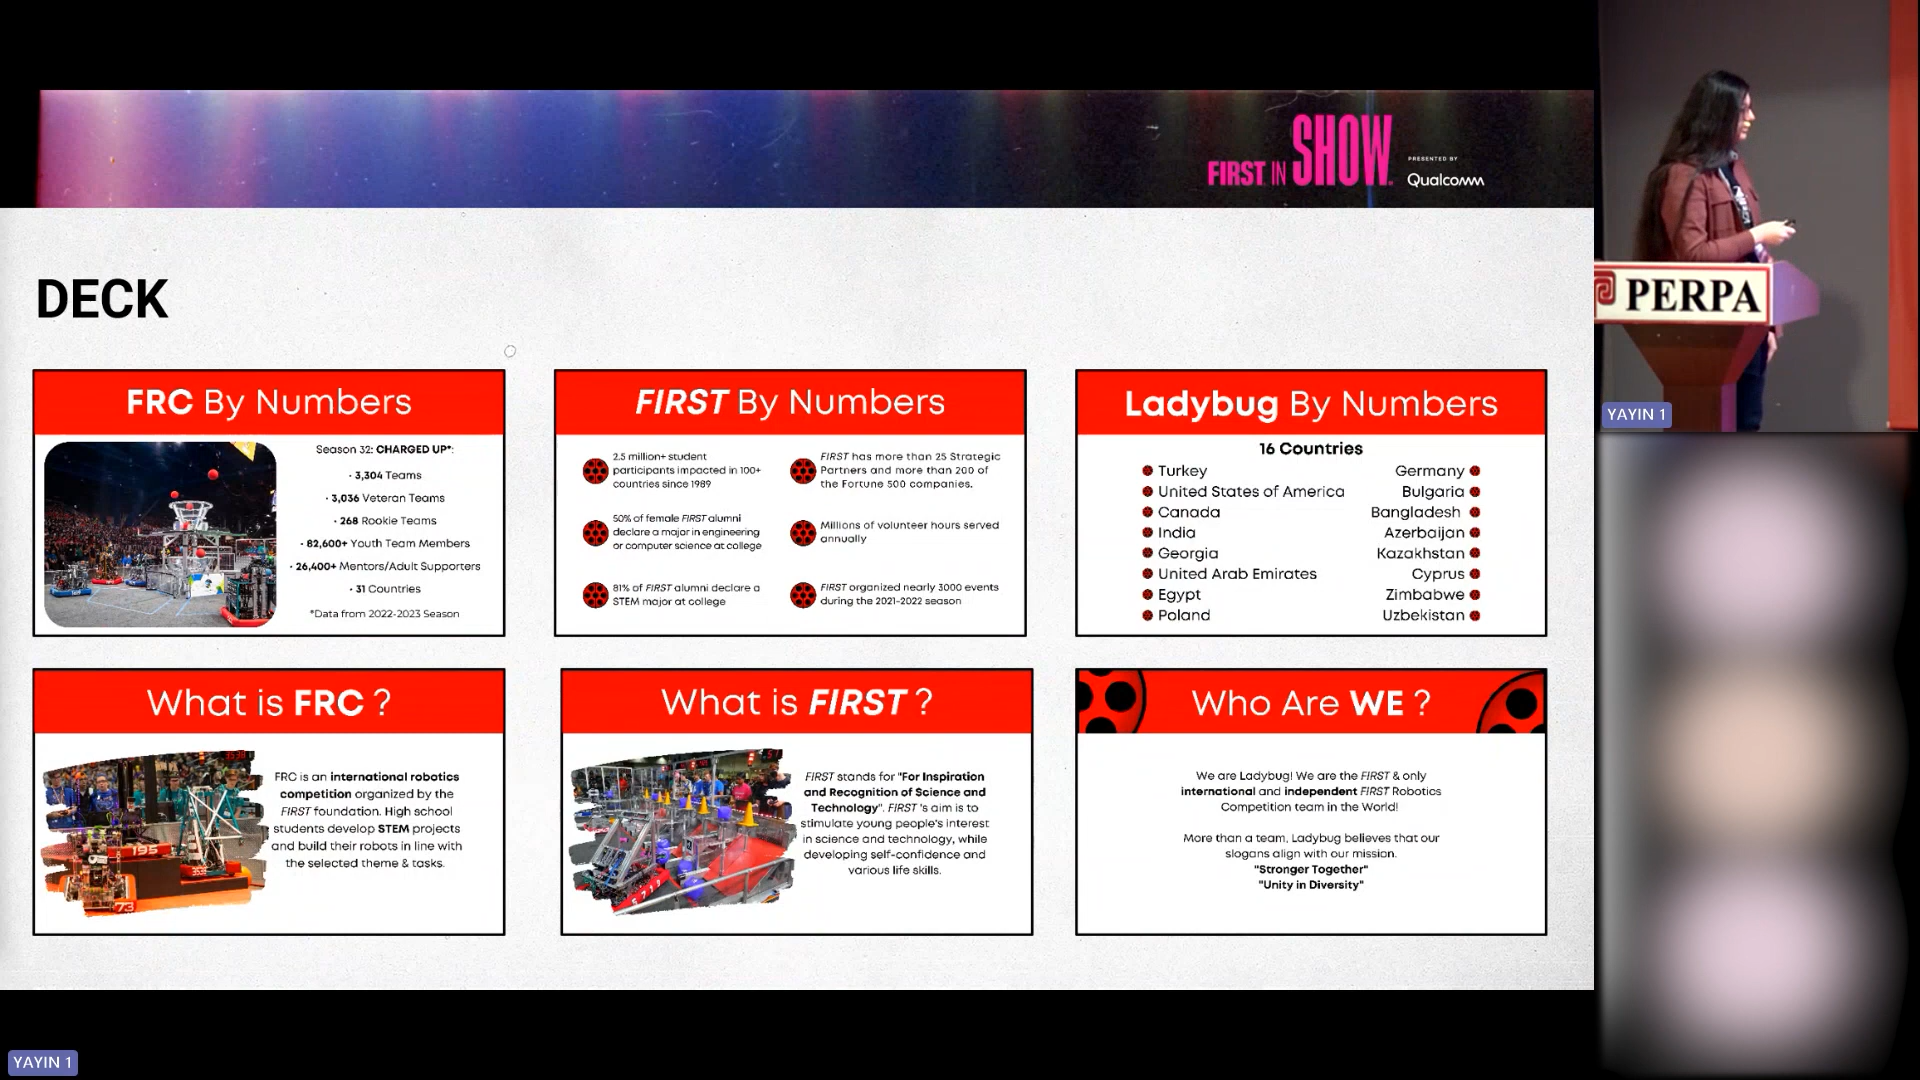 FIRST IN SHOW
PRESENTED BY
Qualcomm
DECK
FRC By Numbers
Season 32: CHARGED UP*:
• 3,304 Teams
• 3,036 Veteran Teams
• 268 Rookie Teams
• 82,600+ Youth Team Members
• 26,400+ Mentors/Adult Supporters
• 31 Countries
*Data from 2022-2023 Season
FIRST By Numbers
2.5 million+ student
participants impacted in 100+
countries since 1989
50% of female FIRST alumni
declare a major in engineering
or computer science at college
81% of FIRST alumni declare a
STEM major at college
FIRST has more than 25 Strategic
Partners and more than 200 of
the Fortune 500 companies.
Millions of volunteer hours served
annually
FIRST organized nearly 3000 events
during the 2021-2022 season
Ladybug By Numbers
16 Countries
Turkey
United States of America
Canada
India
Georgia
United Arab Emirates
Egypt
Poland
Germany
Bulgaria
Bangladesh
Azerbaijan
Kazakhstan
Cyprus
Zimbabwe
Uzbekistan
What is FRC ?
195
73
FRC is an international robotics
competition organized by the
FIRST foundation. High school
students develop STEM projects
and build their robots in line with
the selected theme & tasks.
What is FIRST ?
FIRST stands for "For Inspiration
and Recognition of Science and
Technology". FIRST 's aim is to
stimulate young people's interest
in science and technology, while
developing self-confidence and
various life skills.
Who Are WE ?
We are Ladybug! We are the FIRST & only
international and independent FIRST Robotics
Competition team in the World!
More than a team, Ladybug believes that our
slogans align with our mission.
"Stronger Together"
"Unity in Diversity"
PERPA
YAYIN 1
YAYIN 1